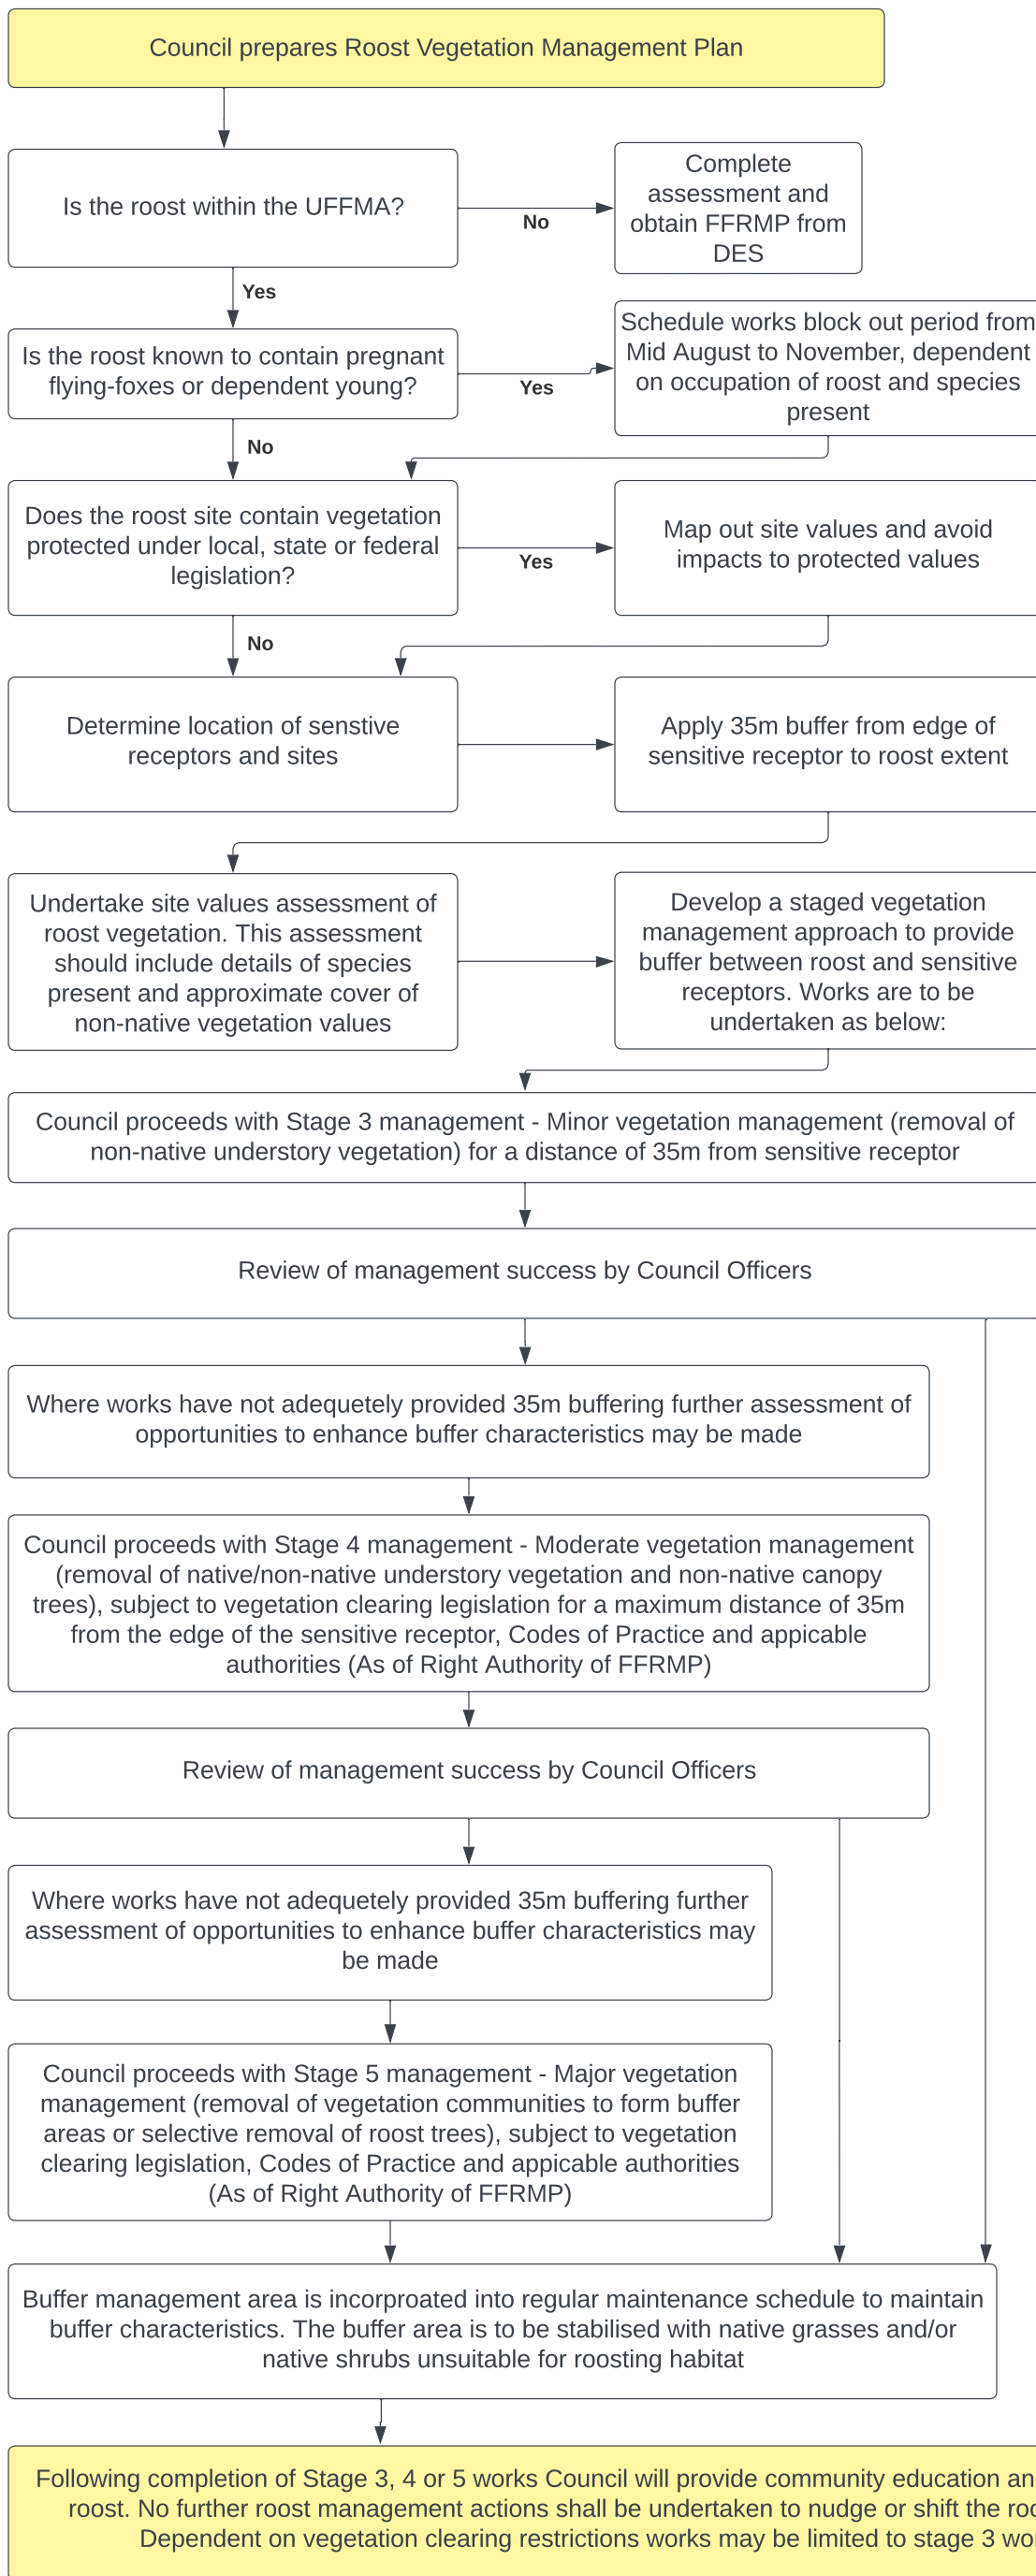 Council prepares Roost Vegetation Management Plan
Is the roost within the UFFMA?
No
Complete
assessment and
obtain FFRMP from
DES
Yes
Is the roost known to contain pregnant
flying-foxes or dependent young?
Yes
Schedule works block out period from
Mid August to November, dependent
on occupation of roost and species
present
No
Does the roost site contain vegetation
protected under local, state or federal
legislation?
Yes
Map out site values and avoid
impacts to protected values
No
Determine location of senstive
receptors and sites
Apply 35m buffer from edge of
sensitive receptor to roost extent
Undertake site values assessment of
roost vegetation. This assessment
should include details of species
present and approximate cover of
non-native vegetation values
Develop a staged vegetation
management approach to provide
buffer between roost and sensitive
receptors. Works are to be
undertaken as below:
Council proceeds with Stage 3 management - Minor vegetation management (removal of
non-native understory vegetation) for a distance of 35m from sensitive receptor
Review of management success by Council Officers
Where works have not adequetely provided 35m buffering further assessment of
opportunities to enhance buffer characteristics may be made
Council proceeds with Stage 4 management - Moderate vegetation management
(removal of native/non-native understory vegetation and non-native canopy
trees), subject to vegetation clearing legislation for a maximum distance of 35m
from the edge of the sensitive receptor, Codes of Practice and appicable
authorities (As of Right Authority of FFRMP)
Review of management success by Council Officers
Where works have not adequetely provided 35m buffering further
assessment of opportunities to enhance buffer characteristics may
be made
Council proceeds with Stage 5 management - Major vegetation
management (removal of vegetation communities to form buffer
areas or selective removal of roost trees), subject to vegetation
clearing legislation, Codes of Practice and appicable authorities
(As of Right Authority of FFRMP)
Buffer management area is incorproated into regular maintenance schedule to maintain
buffer characteristics. The buffer area is to be stabilised with native grasses and/or
native shrubs unsuitable for roosting habitat
Following completion of Stage 3, 4 or 5 works Council will provide community education
roost. No further roost management actions shall be undertaken to nudge or shift the
Dependent on vegetation clearing restrictions works may be limited to stage 3